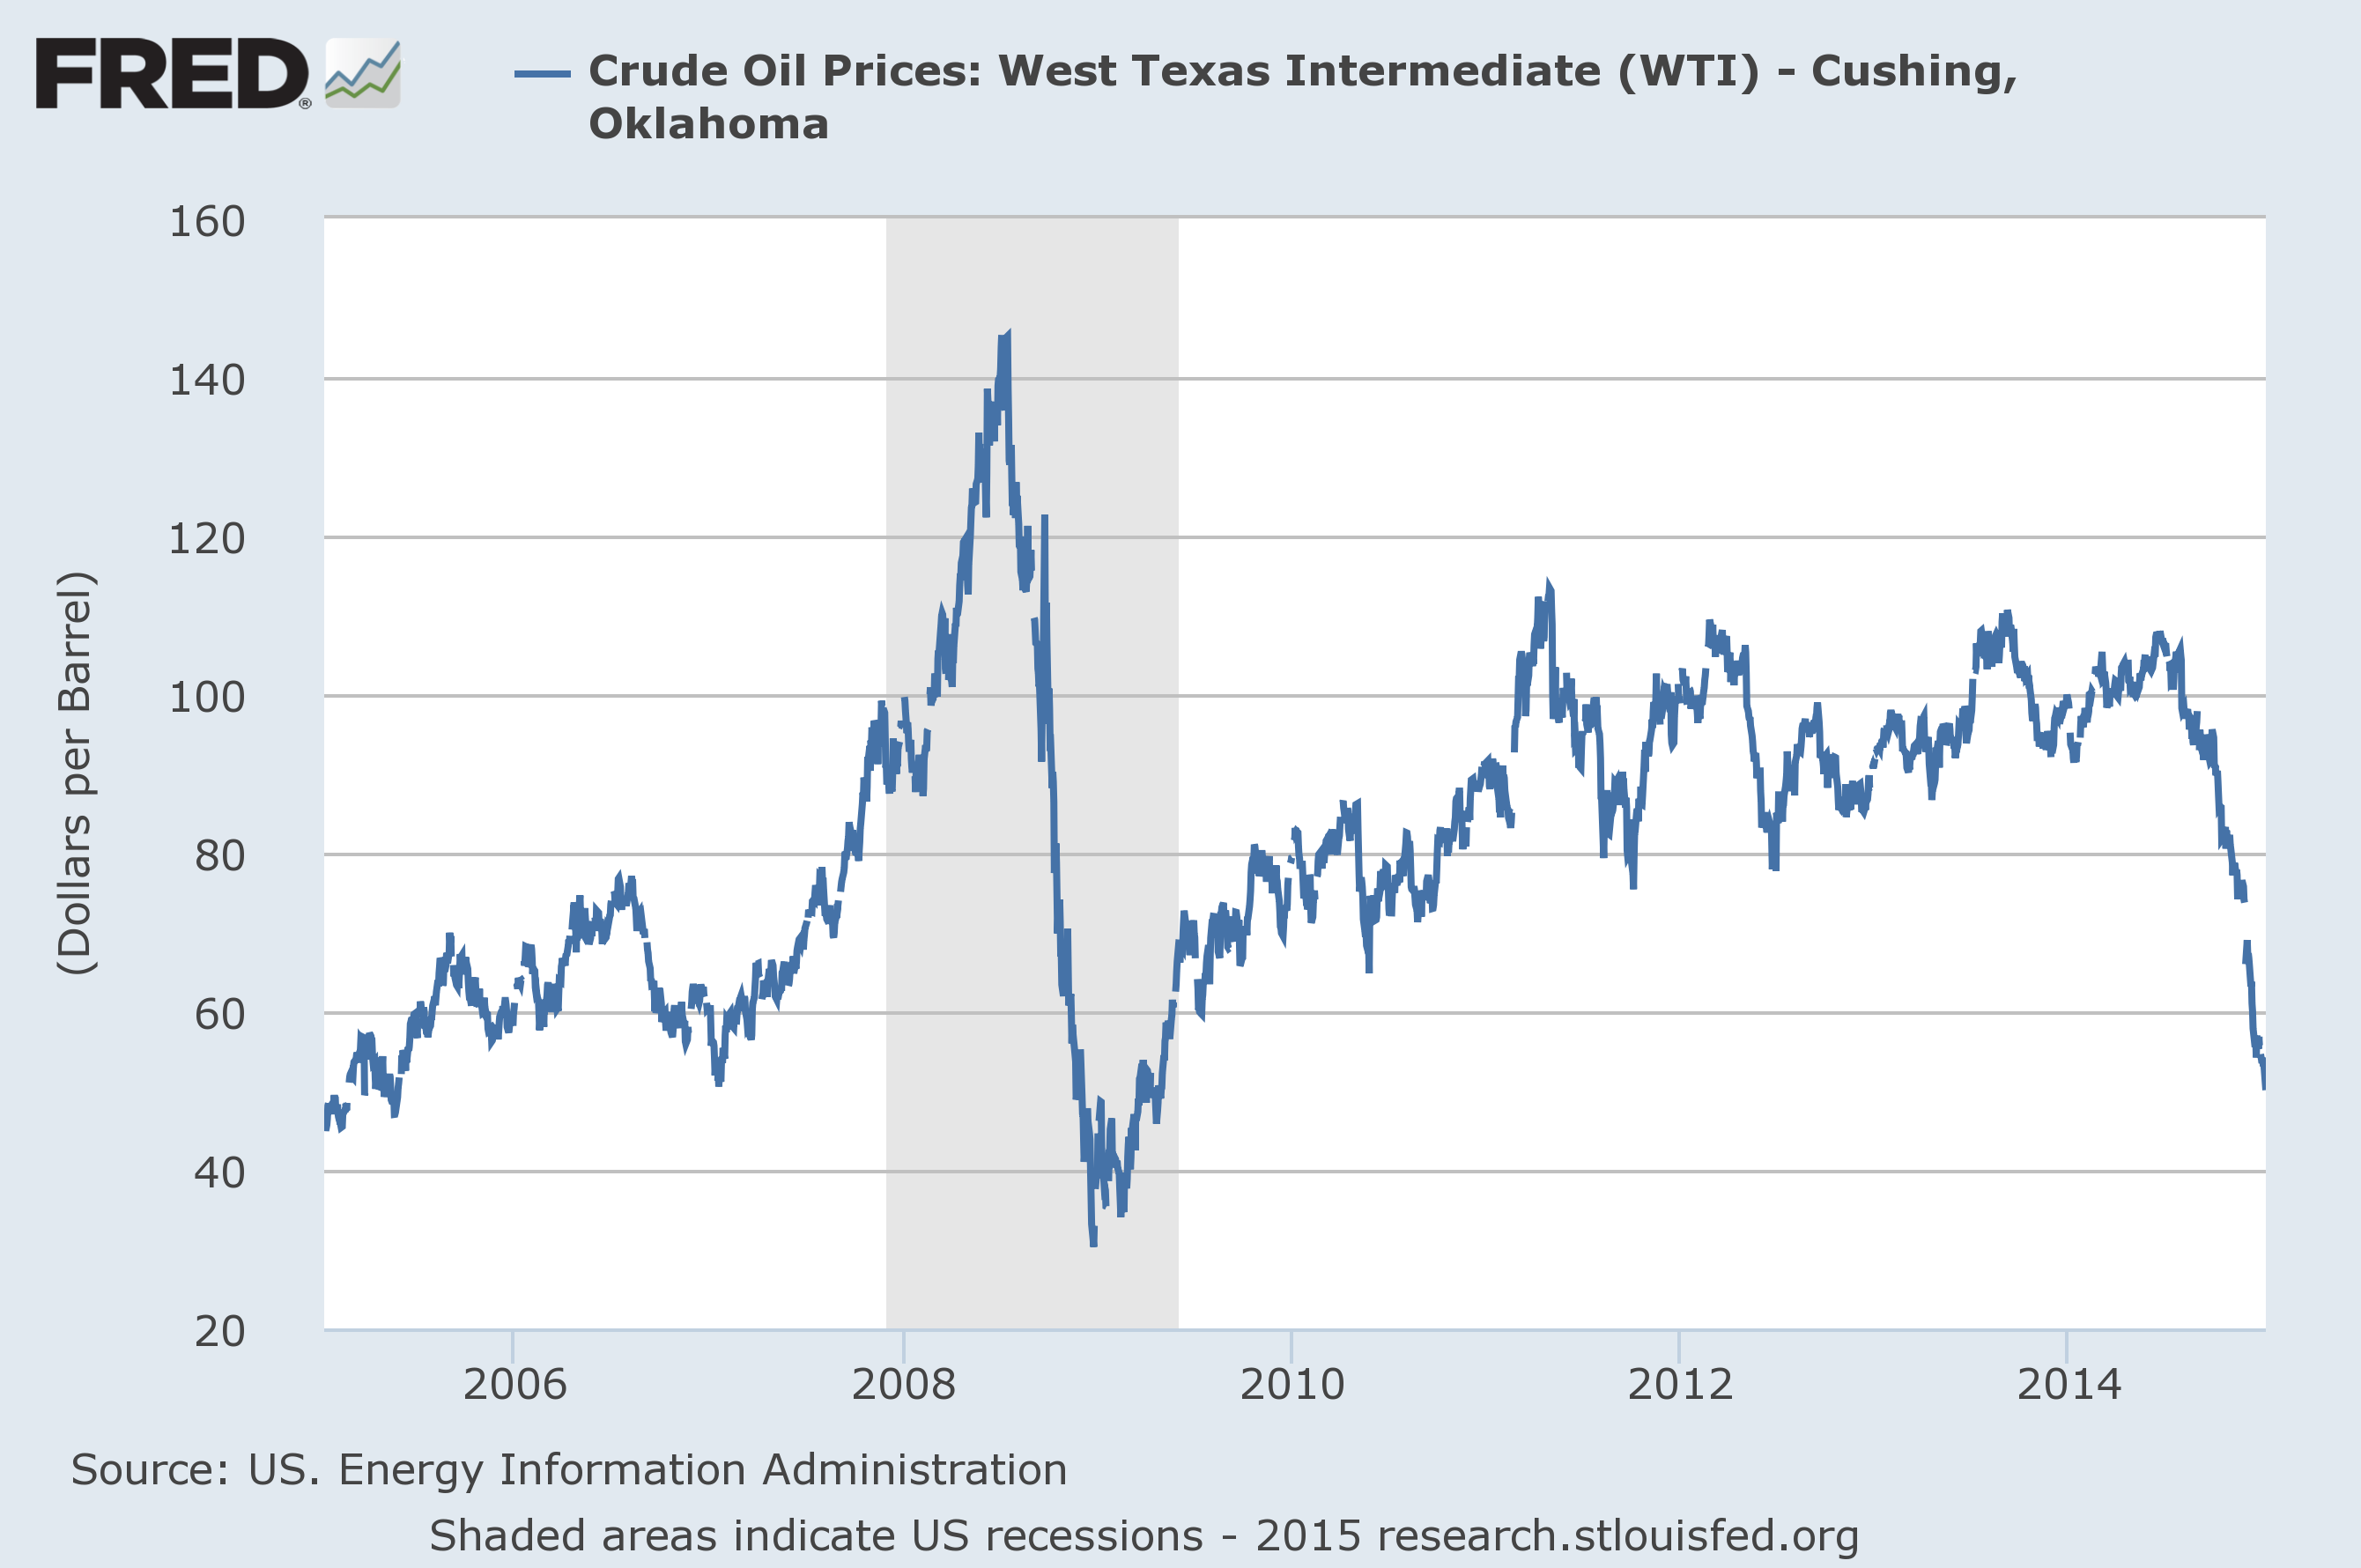 FRED®
Crude Oil Prices: West Texas Intermediate (WTI) - Cushing,
Oklahoma
(Dollars per Barrel)
160
140
120
100
80
60
40
20
2006 2008 2010 2012 2014
Source: US. Energy Information Administration
Shaded areas indicate US recessions - 2015 research.stlouisfed.org